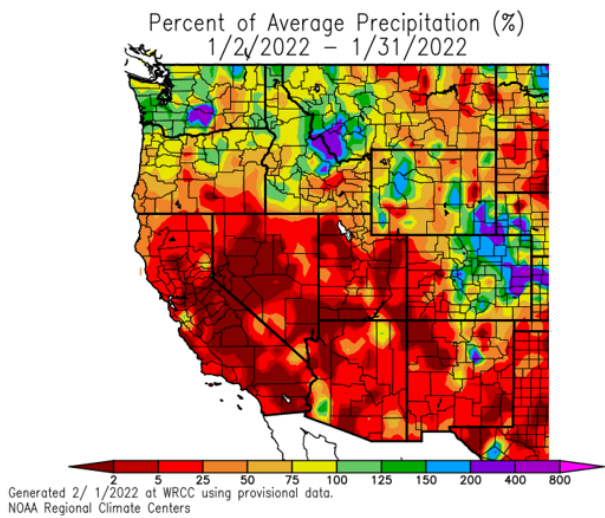 Percent of Average Precipitation (%)
1/2/2022 – 1/31/2022
2 5 25 50 75 100 125 150 200 400 800
Generated 2/ 1/2022 at WRCC using provisional data.
NOAA Regional Climate Centers